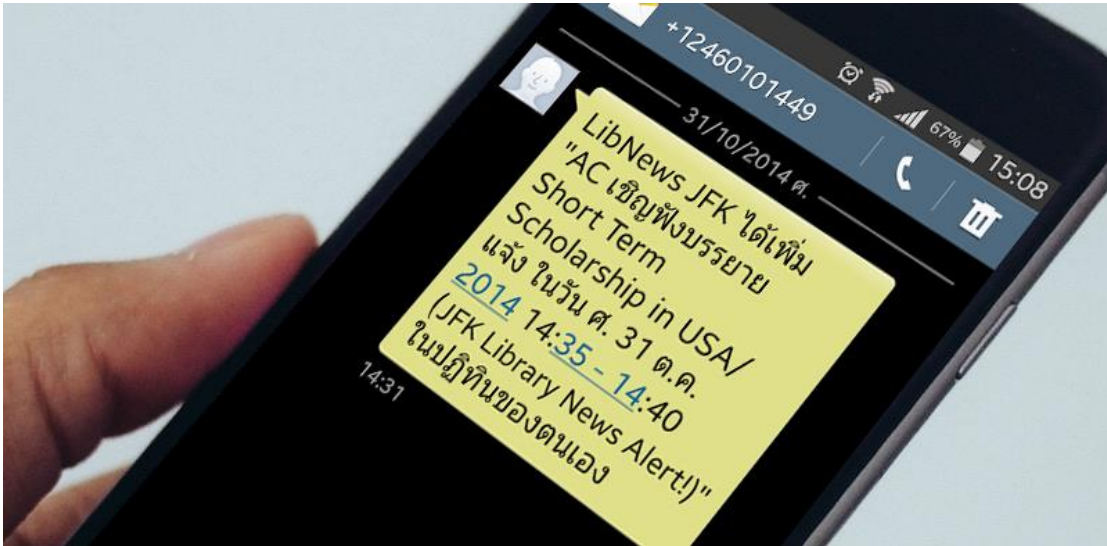 +12460101449
67% 15:08
31/10/2014 ศ.
LibNews JFK ได้เพิ่ม
"AC เชิญฟังบรรยาย
Short Term
Scholarship in USA/
แจ้ง ในวัน ศ. 31 ต.ค.
2014 14:35 – 14:40
(JFK Library News Alert!)"
ในปฏิทินของตนเอง
14:31